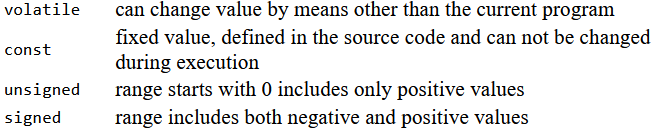 volatile can change value by means other than the current program
fixed value, defined in the source code and can not be changed
const
during execution
unsigned range starts with 0 includes only positive values
signed range includes both negative and positive values